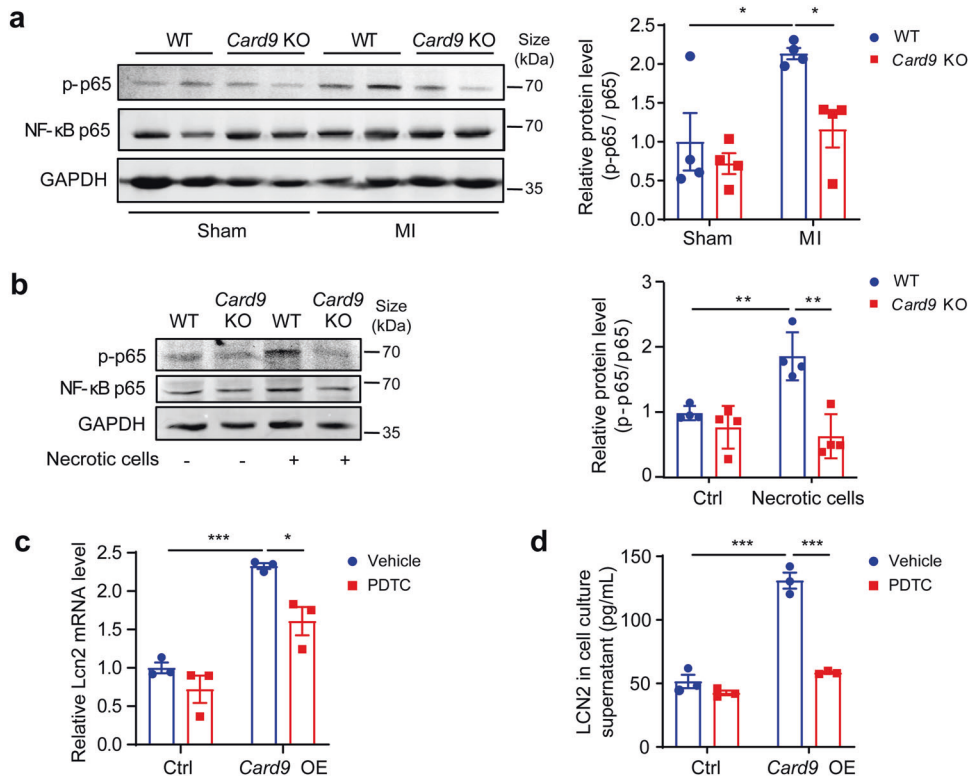 a
WT Card9 KO WT Card9 KO Size
(kDa)
p-p65
70
NF-κB p65
70
GAPDH
35
Sham MI
Relative protein level
(p-p65 / p65)
2.5
2.0
1.5
1.0
0.5
0.0
Sham MI
* *
WT
Card9 KO
b
WT Card9 KO WT Card9 KO Size
(kDa)
p-p65
70
NF-κB p65
70
GAPDH
35
Necrotic cells - - + +
Relative protein level
(p-p65/p65)
3
2
1
0
Ctrl Necrotic cells
** **
WT
Card9 KO
c
Relative Lcn2 mRNA level
2.5
2.0
1.5
1.0
0.5
0.0
Ctrl Card9 OE
*** *
Vehicle
PDTC
d
LCN2 in cell culture
supernatant (pg/mL)
150
100
50
0
Ctrl Card9 OE
*** ***
Vehicle
PDTC